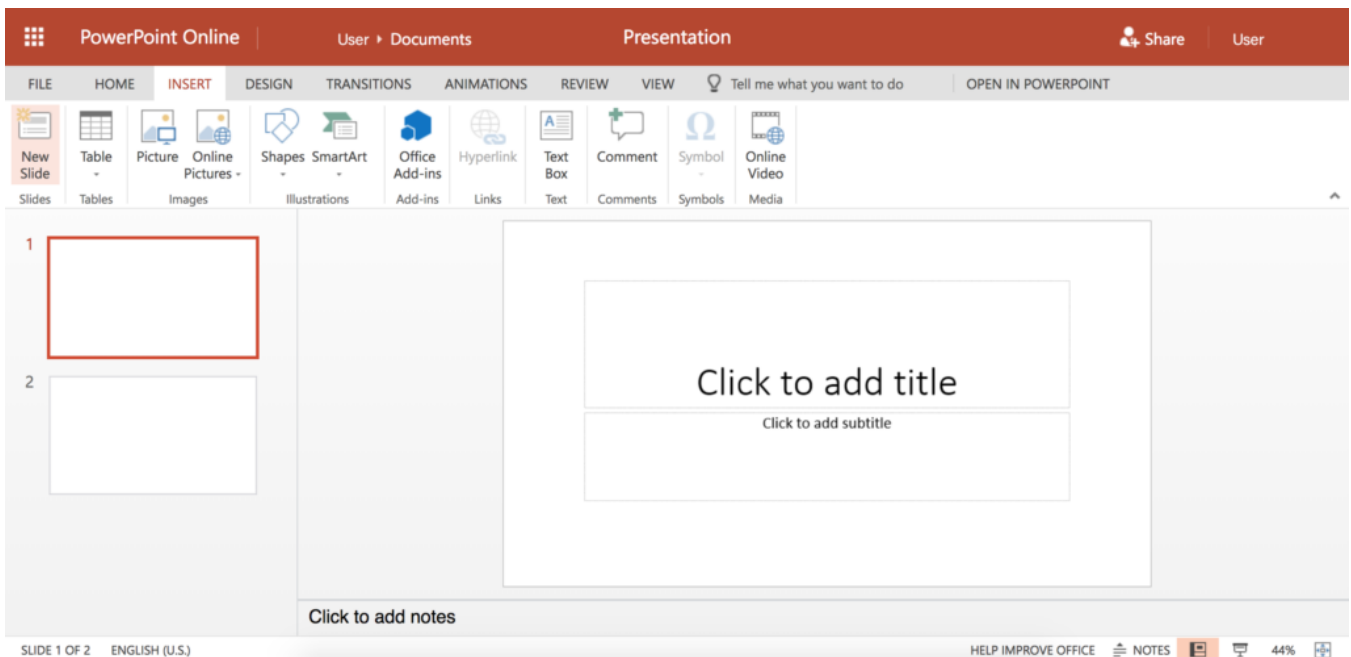 PowerPoint Online User Documents Presentation Share User
FILE HOME INSERT DESIGN TRANSITIONS ANIMATIONS REVIEW VIEW Tell me what you want to do OPEN IN POWERPOINT
New Slide
Table
Picture
Online Pictures
Shapes
SmartArt
Office Add-ins
Hyperlink
Text Box
Comment
Symbol
Online Video
Slides Tables Images Illustrations Add-ins Links Text Comments Symbols Media
1
2
Click to add title
Click to add subtitle
Click to add notes
SLIDE 1 OF 2 ENGLISH (U.S.) HELP IMPROVE OFFICE NOTES 44%